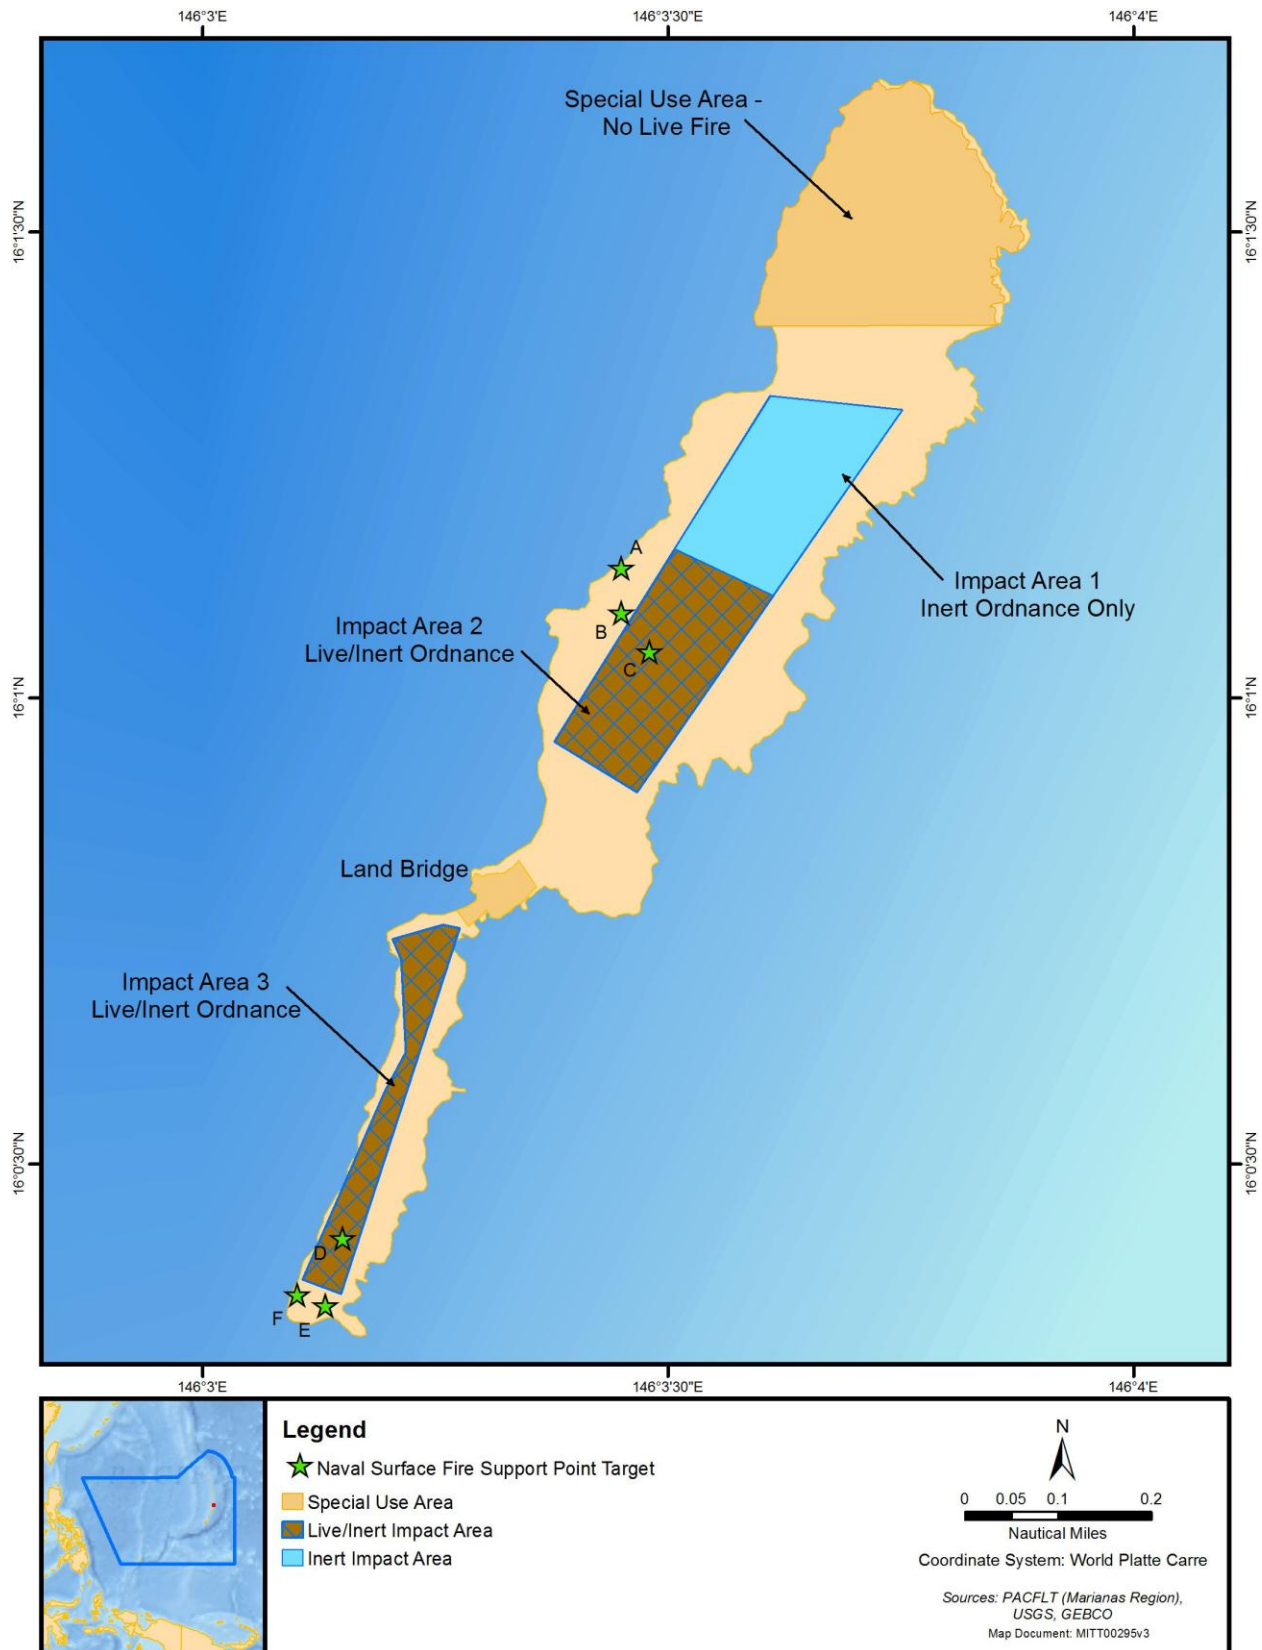 146°3'E
146°3'30"E
146°4'E
Special Use Area -
No Live Fire
16°1'30"N
16°1'30"N
A
Impact Area 1
Inert Ordnance Only
B
Impact Area 2
Live/Inert Ordnance
C
16°1'N
16°1'N
Land Bridge
Impact Area 3
Live/Inert Ordnance
16°0'30"N
16°0'30"N
D
F
E
146°3'E
146°3'30"E
146°4'E
Legend
Naval Surface Fire Support Point Target
Special Use Area
Live/Inert Impact Area
Inert Impact Area
N
0 0.05 0.1 0.2
Nautical Miles
Coordinate System: World Platte Carre
Sources: PACFLT (Marianas Region),
USGS, GEBCO
Map Document: MITT00295v3